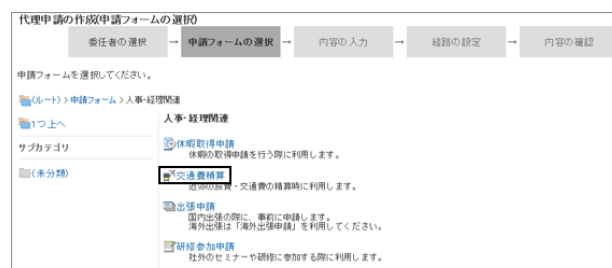 代理申請の作成(申請フォームの選択)
委任者の選択 → 申請フォームの選択 → 内容の入力 → 経路の設定 → 内容の確認
申請フォームを選択してください。
(ルート) > 申請フォーム > 人事・経理関連
1つ上へ
サブカテゴリ
(未分類)
人事・経理関連
休暇取得申請
休暇の取得申請を行う際に利用します。
交通費精算
近郊の旅費・交通費の精算時に利用します。
出張申請
国内出張の際に、事前に申請します。
海外出張は「海外出張申請」を利用してください。
研修参加申請
社外のセミナーや研修に参加する際に利用します。